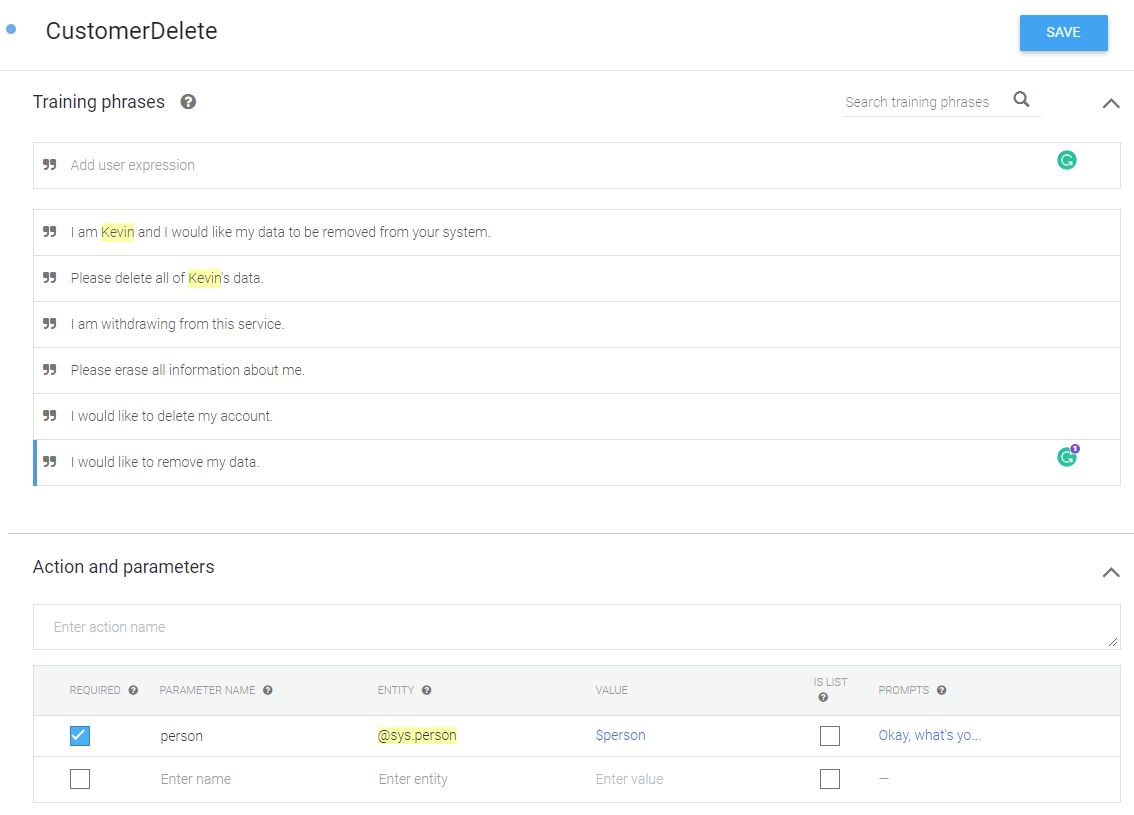 CustomerDelete
SAVE
Training phrases
Search training phrases
Add user expression
I am Kevin and I would like my data to be removed from your system.
Please delete all of Kevin's data.
I am withdrawing from this service.
Please erase all information about me.
I would like to delete my account.
I would like to remove my data.
1
Action and parameters
Enter action name
REQUIRED PARAMETER NAME ENTITY VALUE IS LIST PROMPTS
person @sys.person $person Okay, what's yo...
Enter name Enter entity Enter value —